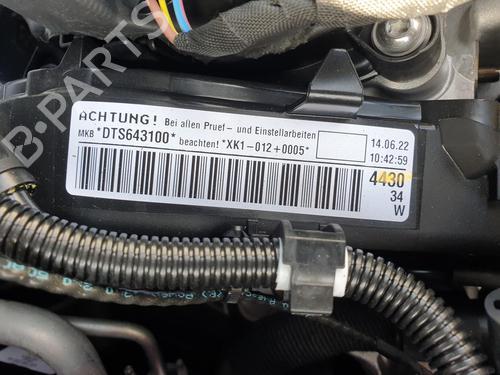 ACHTUNG! Bei allen Pruef - und Einstellarbeiten
MKB *DTS643100* beachten! *XK1-012+0005*
14.06.22
10:42:59
4430
34
W
B-PARTS